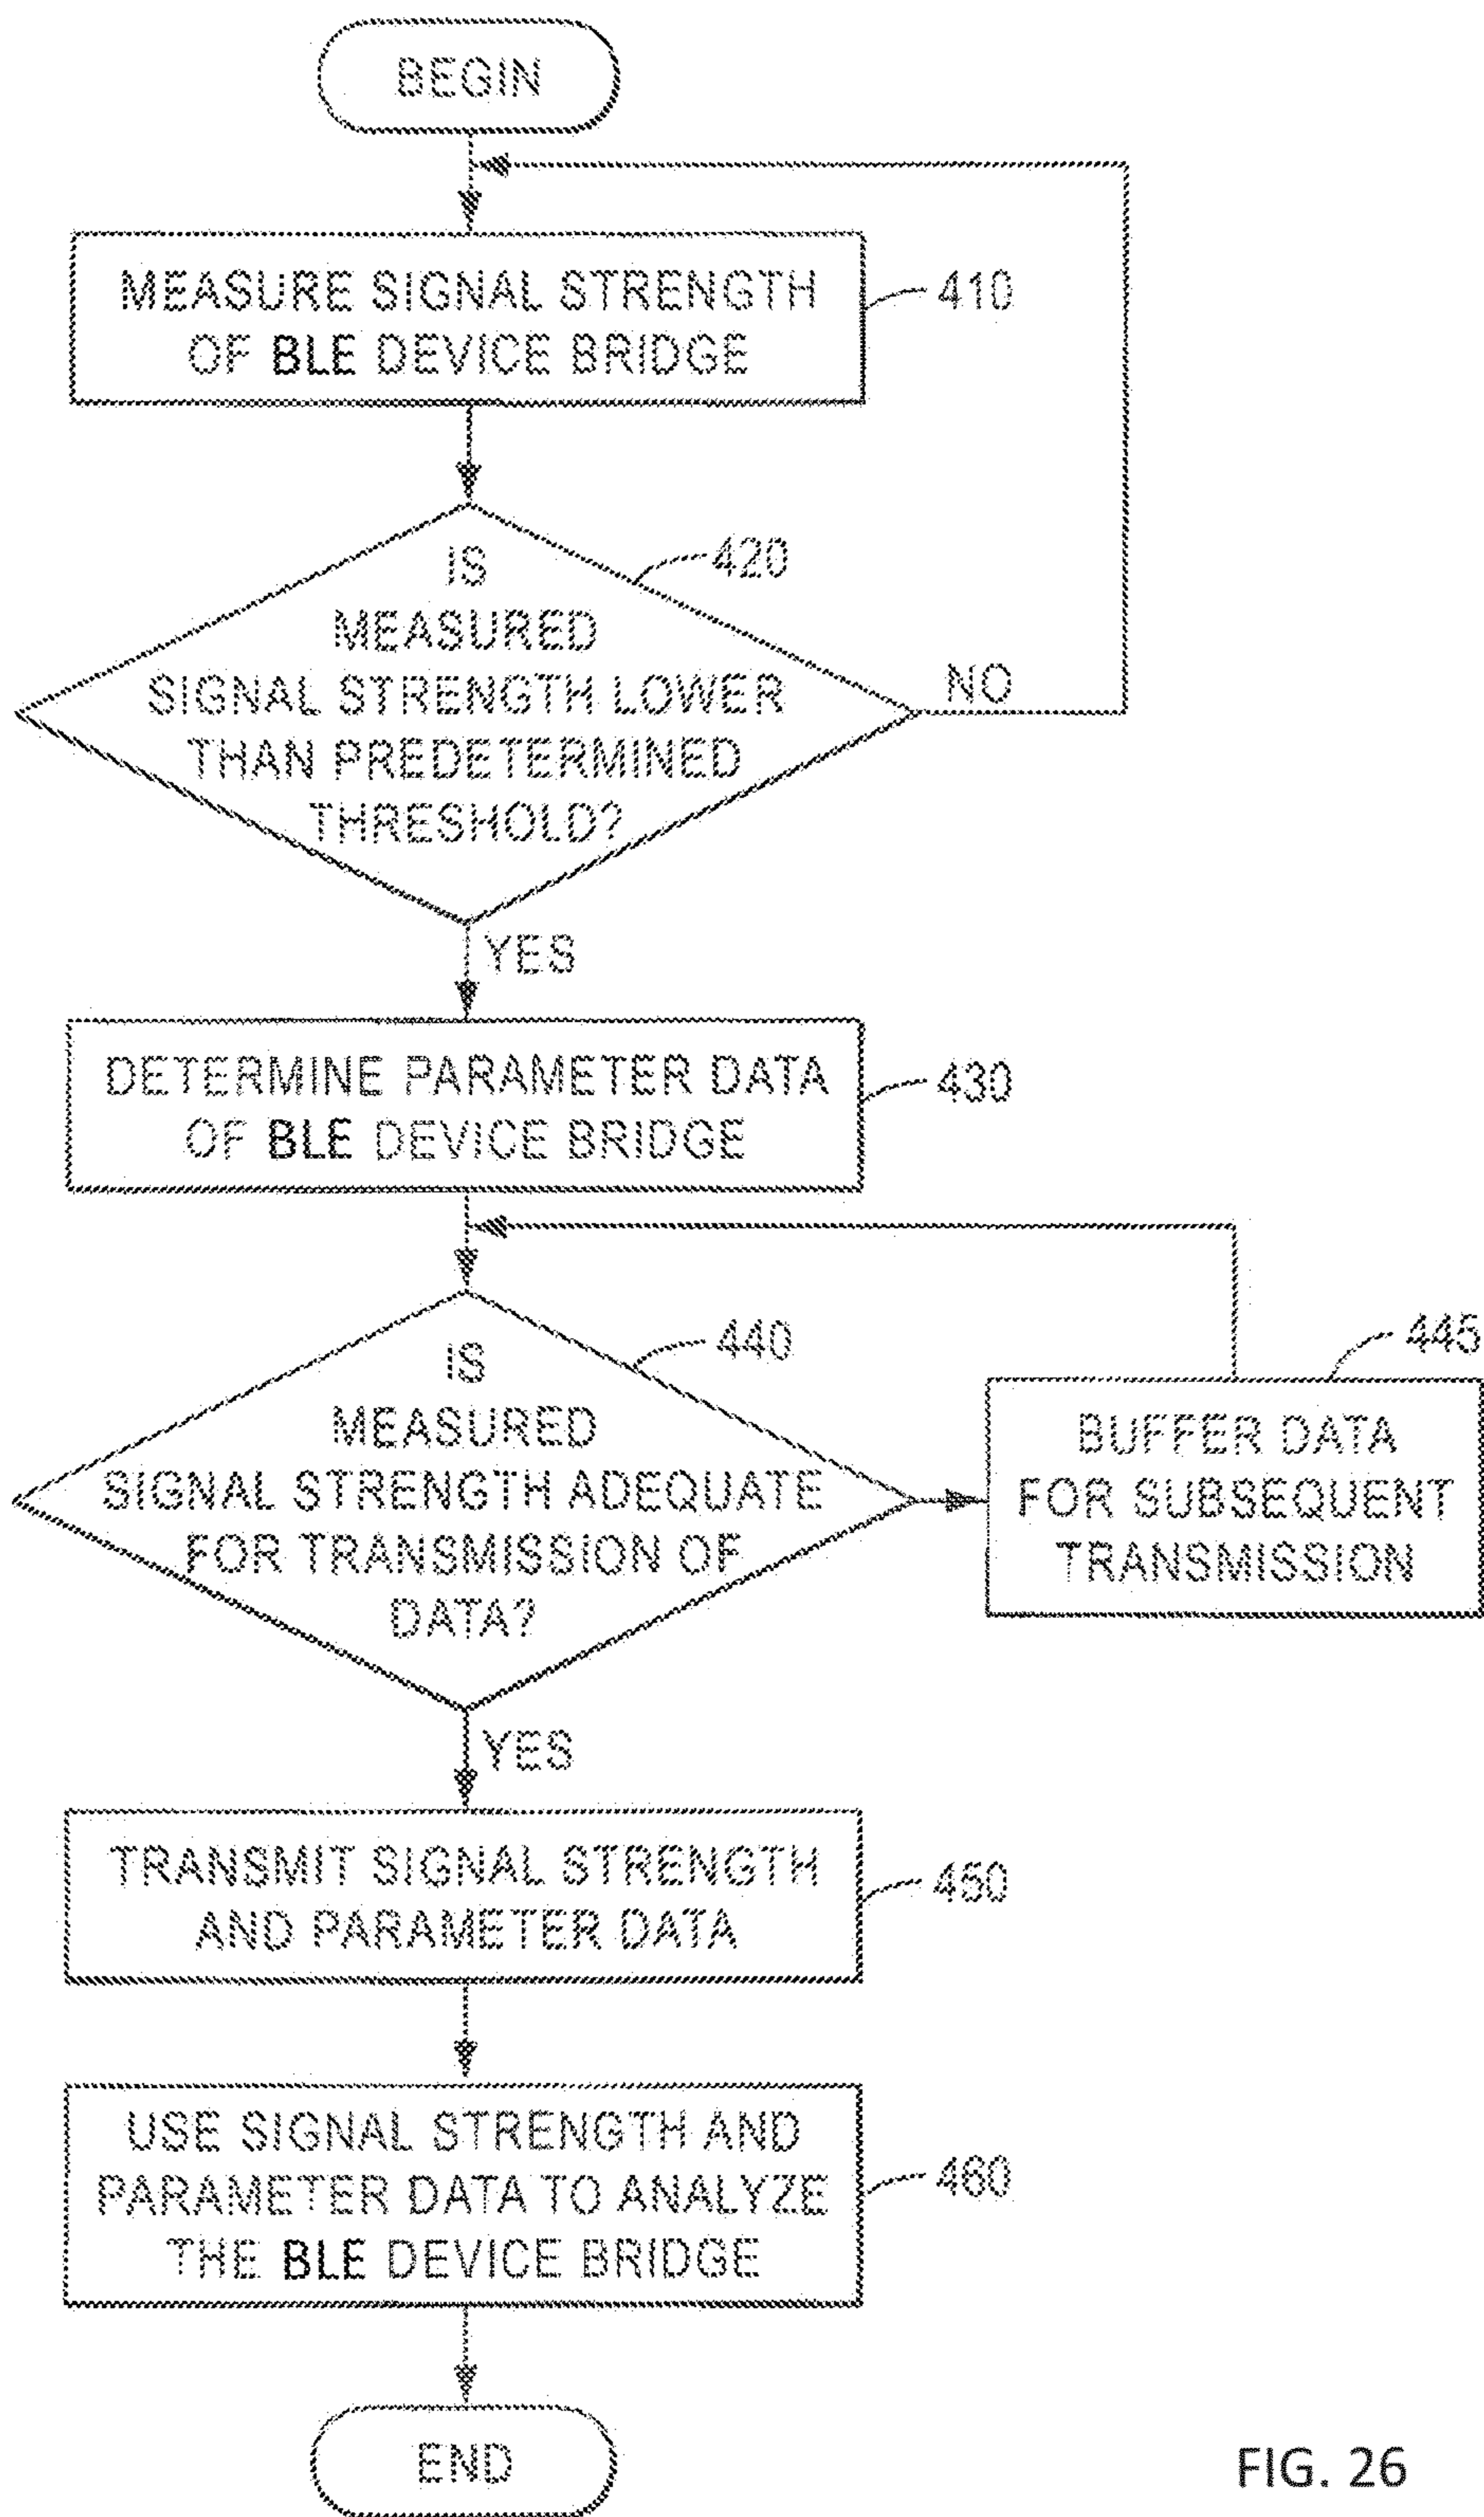 BEGIN
MEASURE SIGNAL STRENGTH
OF BLE DEVICE BRIDGE
410
IS
MEASURED
SIGNAL STRENGTH LOWER
THAN PREDETERMINED
THRESHOLD?
420
NO
YES
DETERMINE PARAMETER DATA
OF BLE DEVICE BRIDGE
430
IS
MEASURED
SIGNAL STRENGTH ADEQUATE
FOR TRANSMISSION OF
DATA?
440
445
BUFFER DATA
FOR SUBSEQUENT
TRANSMISSION
YES
TRANSMIT SIGNAL STRENGTH
AND PARAMETER DATA
450
USE SIGNAL STRENGTH AND
PARAMETER DATA TO ANALYZE
THE BLE DEVICE BRIDGE
460
END
FIG. 26